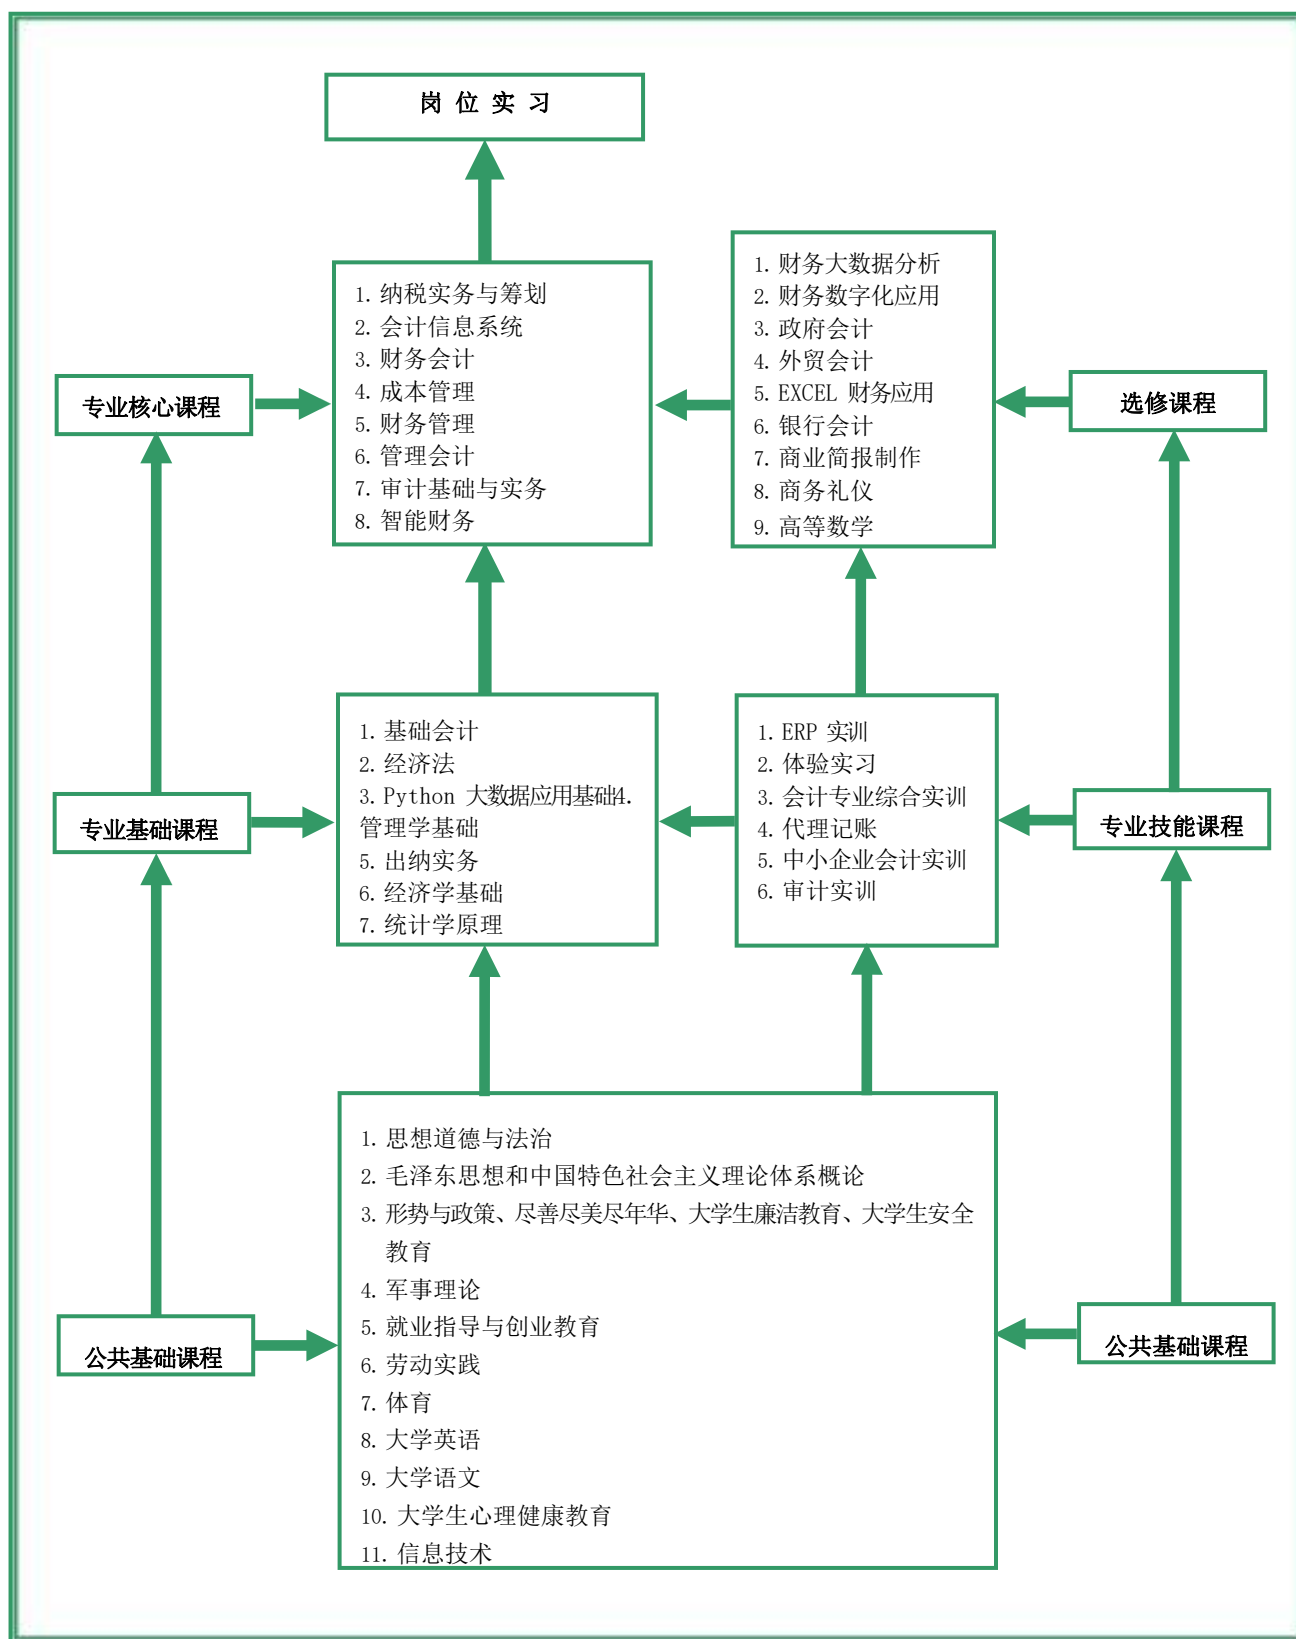 岗 位 实 习
1. 纳税实务与筹划
2. 会计信息系统
3. 财务会计
4. 成本管理
5. 财务管理
6. 管理会计
7. 审计基础与实务
8. 智能财务
1. 财务大数据分析
2. 财务数字化应用
3. 政府会计
4. 外贸会计
5. EXCEL 财务应用
6. 银行会计
7. 商业简报制作
8. 商务礼仪
9. 高等数学
专业核心课程
选修课程
1. 基础会计
2. 经济法
3. Python 大数据应用基础4.
管理学基础
5. 出纳实务
6. 经济学基础
7. 统计学原理
1. ERP 实训
2. 体验实习
3. 会计专业综合实训
4. 代理记账
5. 中小企业会计实训
6. 审计实训
专业基础课程
专业技能课程
1. 思想道德与法治
2. 毛泽东思想和中国特色社会主义理论体系概论
3. 形势与政策、尽善尽美尽年华、大学生廉洁教育、大学生安全
教育
4. 军事理论
5. 就业指导与创业教育
6. 劳动实践
7. 体育
8. 大学英语
9. 大学语文
10. 大学生心理健康教育
11. 信息技术
公共基础课程
公共基础课程